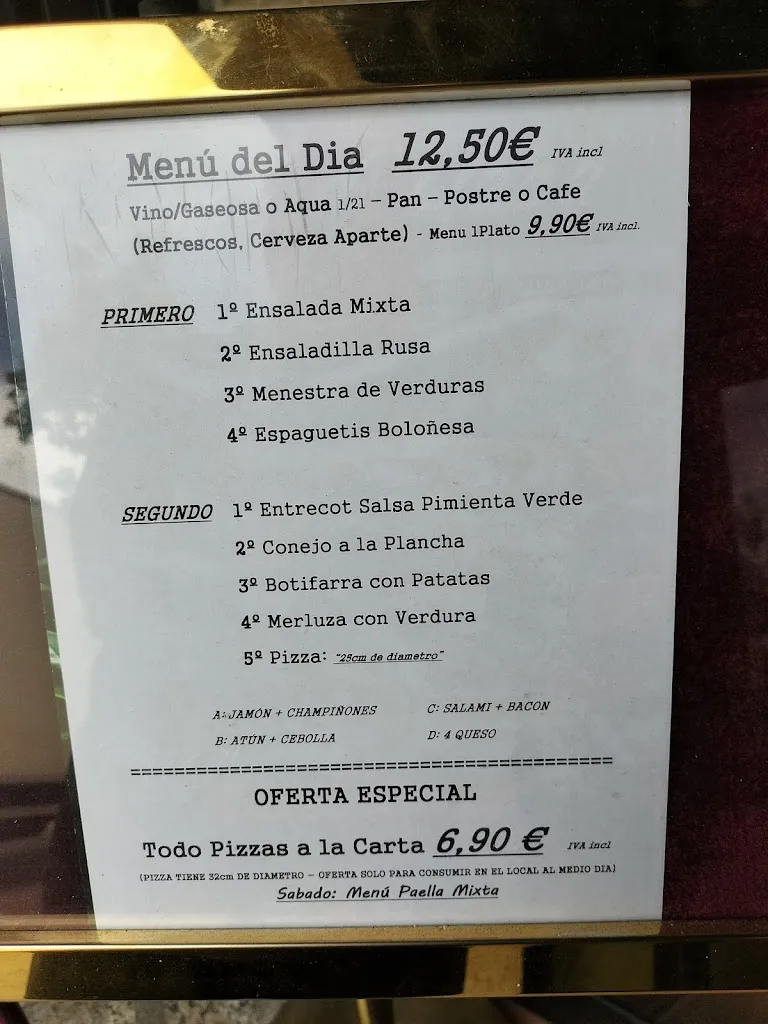 Menú del Dia 12,50€ IVA incl
Vino/Gaseosa o Aqua 1/21 - Pan - Postre o Cafe
(Refrescos, Cerveza Aparte) - Menu 1Plato 9,90€ IVA incl.
PRIMERO 1º Ensalada Mixta
2º Ensaladilla Rusa
3º Menestra de Verduras
4º Espaguetis Boloñesa
SEGUNDO 1º Entrecot Salsa Pimienta Verde
2º Conejo a la Plancha
3º Botifarra con Patatas
4º Merluza con Verdura
5º Pizza: "25cm de diametro"
A: JAMÓN + CHAMPIÑONES C: SALAMI + BACON
B: ATÚN + CEBOLLA D: 4 QUESO
============================================
OFERTA ESPECIAL
Todo Pizzas a la Carta 6,90 € IVA incl
(PIZZA TIENE 32cm DE DIAMETRO - OFERTA SOLO PARA CONSUMIR EN EL LOCAL AL MEDIO DIA)
Sabado: Menú Paella Mixta